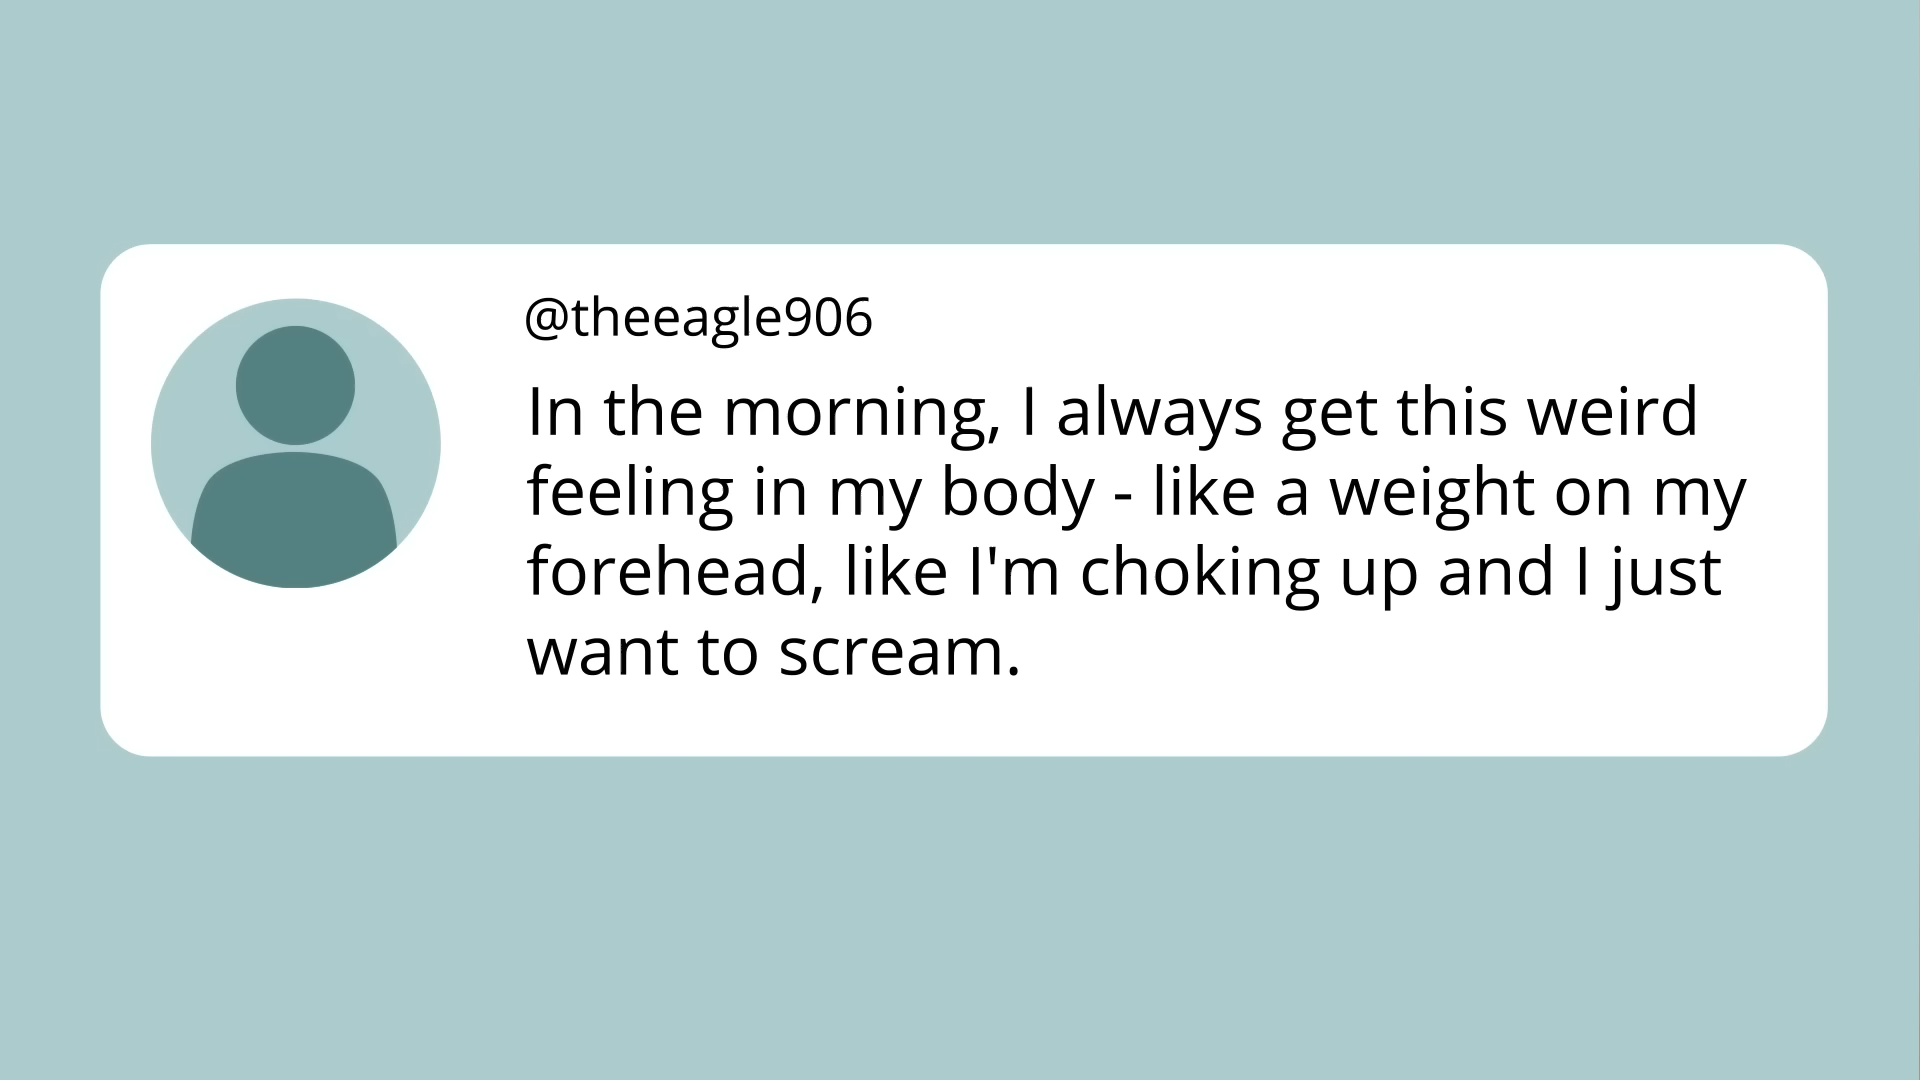 @theeagle906
In the morning, I always get this weird
feeling in my body - like a weight on my
forehead, like I'm choking up and I just
want to scream.